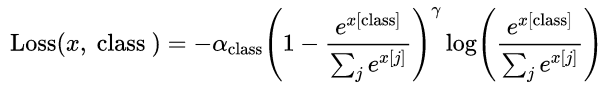 Loss(x, class ) = −α_class (1 − e^{x[class]} / ∑_j e^{x[j]})^γ log(e^{x[class]} / ∑_j e^{x[j]})